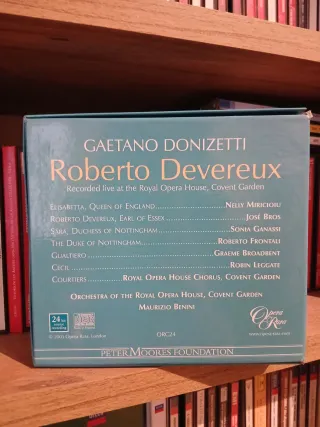 GAETANO DONIZETTI
Roberto Devereux
Recorded live at the Royal Opera House, Covent Garden
ELISABETTA, QUEEN OF ENGLAND NELLY MIRICIOIU
ROBERTO DEVEREUX, EARL OF ESSEX JOSÉ BROS
SARA, DUCHESS OF NOTTINGHAM SONIA GANASSI
THE DUKE OF NOTTINGHAM ROBERTO FRONTALI
GUALTIERO GRAEME BROADBENT
CECIL ROBIN LEGGATE
COURTIERS ROYAL OPERA HOUSE CHORUS, COVENT GARDEN
ORCHESTRA OF THE ROYAL OPERA HOUSE, COVENT GARDEN
MAURIZIO BENINI
24
ORC24
Opera Rara
PETER MOORES FOUNDATION